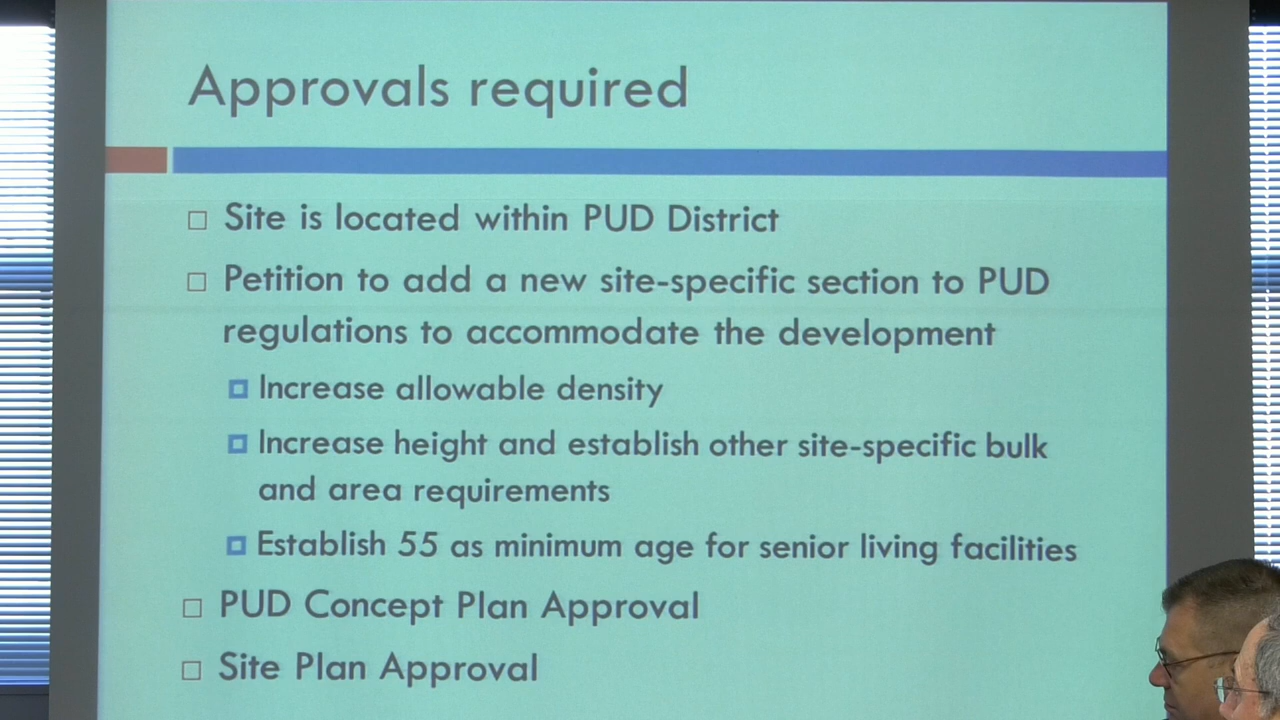 Approvals required
Site is located within PUD District
Petition to add a new site-specific section to PUD
regulations to accommodate the development
Increase allowable density
Increase height and establish other site-specific bulk
and area requirements
Establish 55 as minimum age for senior living facilities
PUD Concept Plan Approval
Site Plan Approval